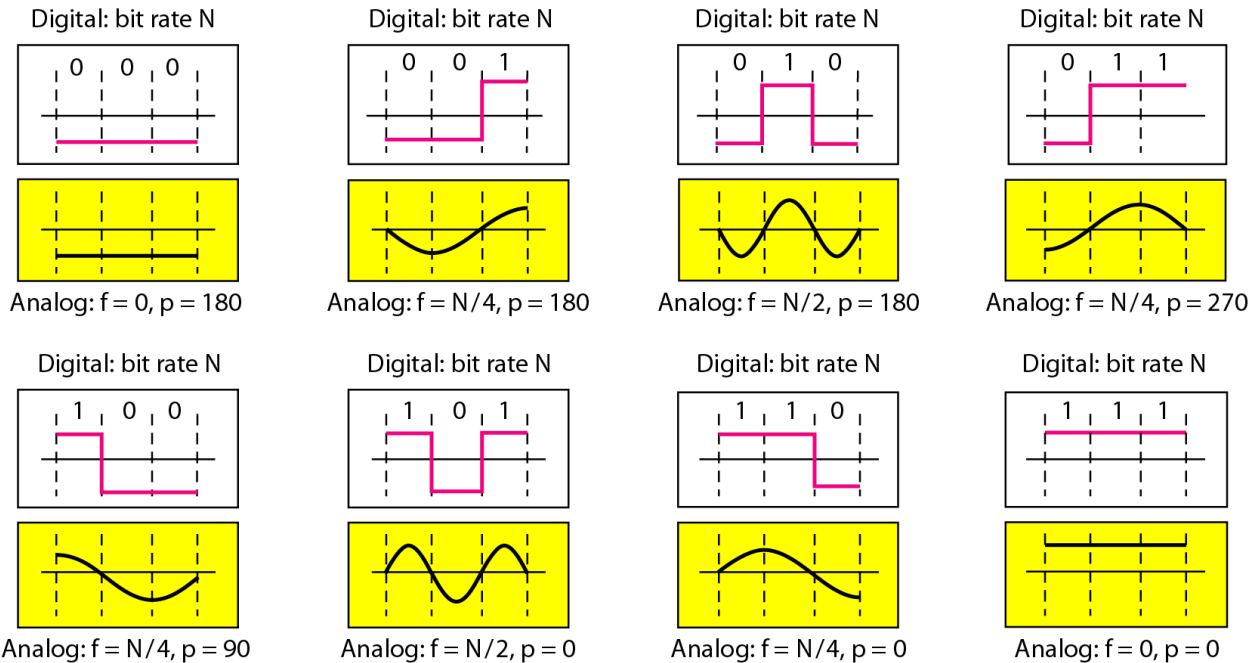 Digital: bit rate N Digital: bit rate N Digital: bit rate N Digital: bit rate N
0 0 0 0 0 1 0 1 0 0 1 1
Analog: f = 0, p = 180 Analog: f = N/4, p = 180 Analog: f = N/2, p = 180 Analog: f = N/4, p = 270
Digital: bit rate N Digital: bit rate N Digital: bit rate N Digital: bit rate N
1 0 0 1 0 1 1 1 0 1 1 1
Analog: f = N/4, p = 90 Analog: f = N/2, p = 0 Analog: f = N/4, p = 0 Analog: f = 0, p = 0